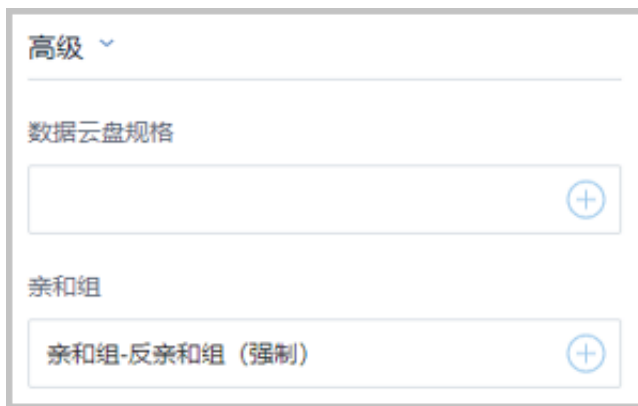 高级
数据云盘规格
亲和组
亲和组-反亲和组（强制）